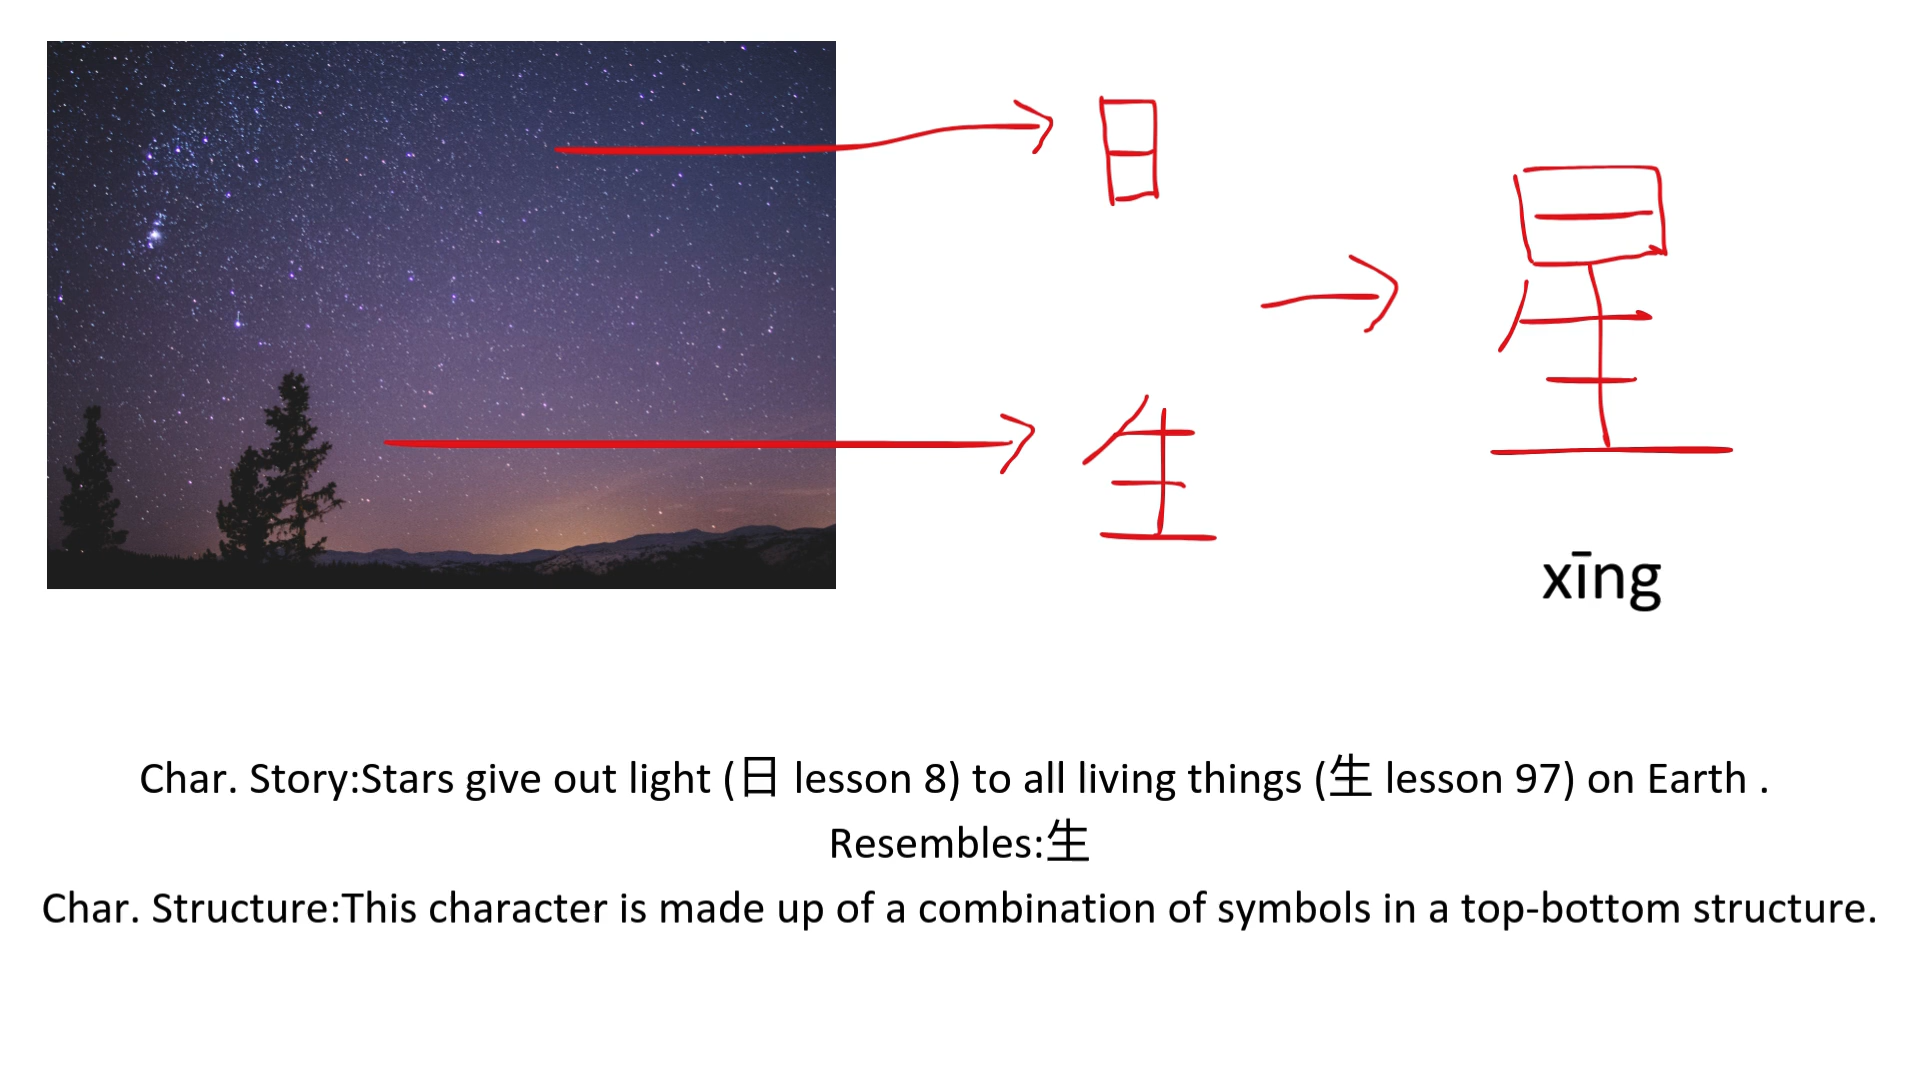 日
生
星
xīng
Char. Story:Stars give out light (日 lesson 8) to all living things (生 lesson 97) on Earth .
Resembles:生
Char. Structure:This character is made up of a combination of symbols in a top-bottom structure.